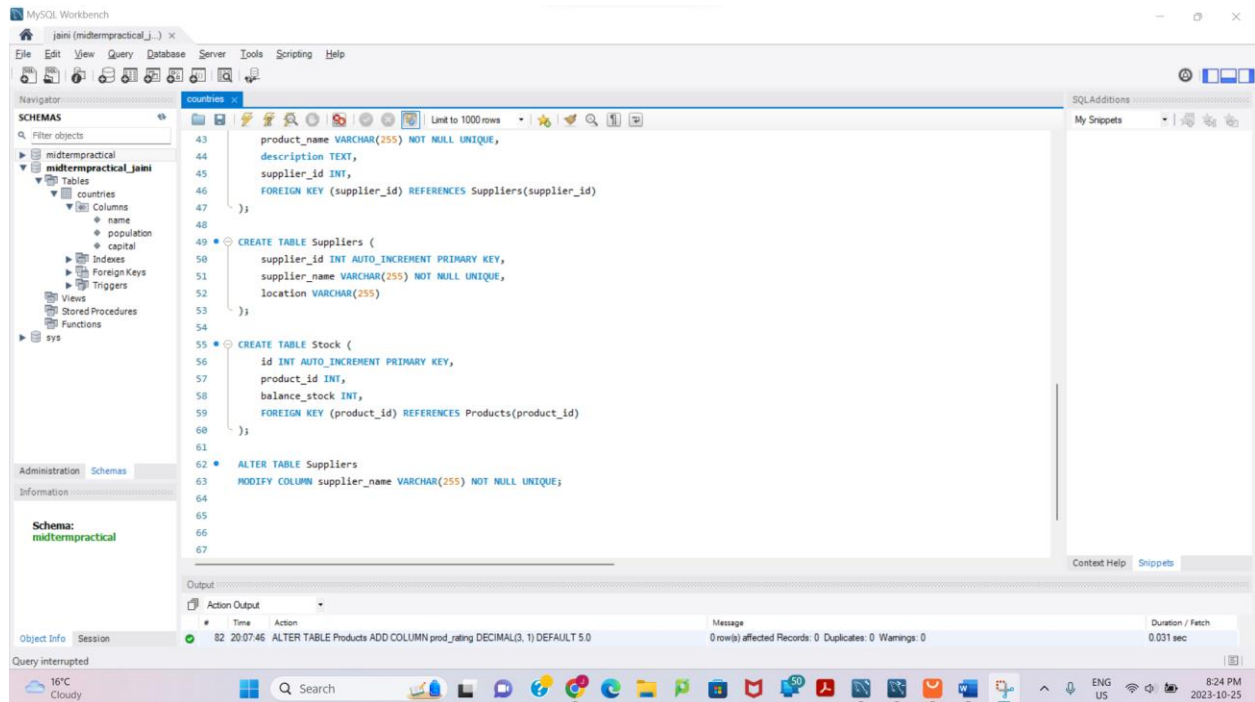 MySQL Workbench
jaini (midtermpractical_j...) ×
File Edit View Query Database Server Tools Scripting Help
Navigator
SCHEMAS
Filter objects
midtermpractical
midtermpractical_jaini
Tables
countries
Columns
name
population
capital
Indexes
Foreign Keys
Triggers
Views
Stored Procedures
Functions
sys
Administration Schemas
Information
Schema:
midtermpractical
Object Info Session
countries ×
Limit to 1000 rows
43 product_name VARCHAR(255) NOT NULL UNIQUE,
44 description TEXT,
45 supplier_id INT,
46 FOREIGN KEY (supplier_id) REFERENCES Suppliers(supplier_id)
47 );
48
49 CREATE TABLE Suppliers (
50 supplier_id INT AUTO_INCREMENT PRIMARY KEY,
51 supplier_name VARCHAR(255) NOT NULL UNIQUE,
52 location VARCHAR(255)
53 );
54
55 CREATE TABLE Stock (
56 id INT AUTO_INCREMENT PRIMARY KEY,
57 product_id INT,
58 balance_stock INT,
59 FOREIGN KEY (product_id) REFERENCES Products(product_id)
60 );
61
62 ALTER TABLE Suppliers
63 MODIFY COLUMN supplier_name VARCHAR(255) NOT NULL UNIQUE;
64
65
66
67
SQLAdditions
My Snippets
Context Help Snippets
Output
Action Output
# Time Action Message Duration / Fetch
82 20:07:46 ALTER TABLE Products ADD COLUMN prod_rating DECIMAL(3, 1) DEFAULT 5.0 0 row(s) affected Records: 0 Duplicates: 0 Warnings: 0 0.031 sec
Query interrupted
16°C
Cloudy
Search
50
ENG
US
8:24 PM
2023-10-25